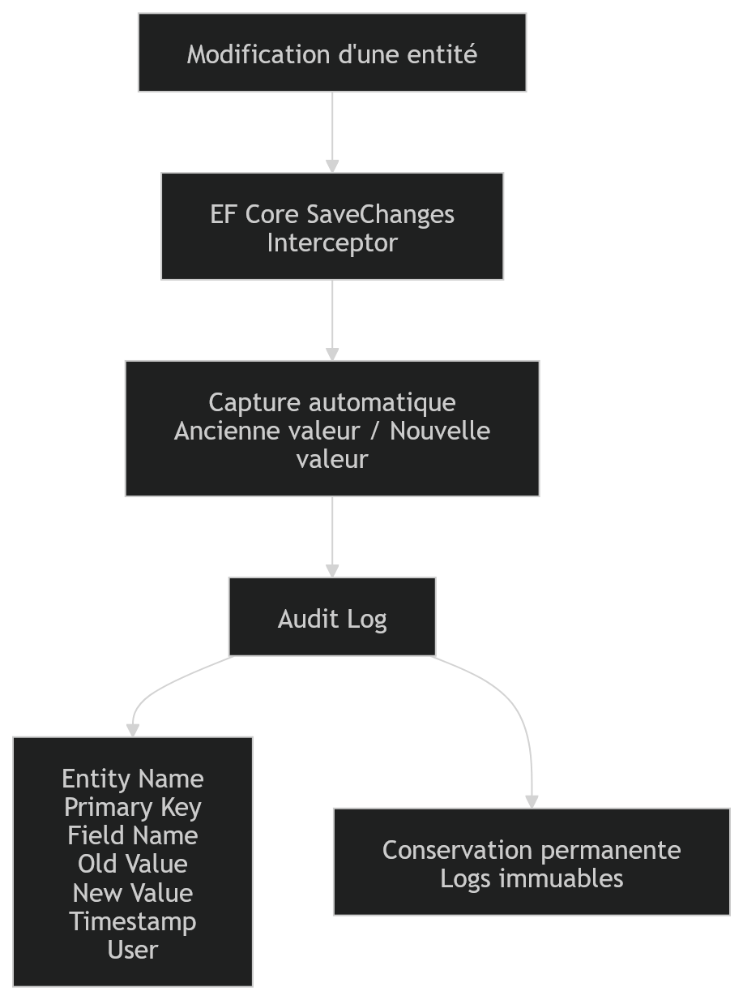 Modification d'une entité
EF Core SaveChanges
Interceptor
Capture automatique
Ancienne valeur / Nouvelle
valeur
Audit Log
Entity Name
Primary Key
Field Name
Old Value
New Value
Timestamp
User
Conservation permanente
Logs immuables